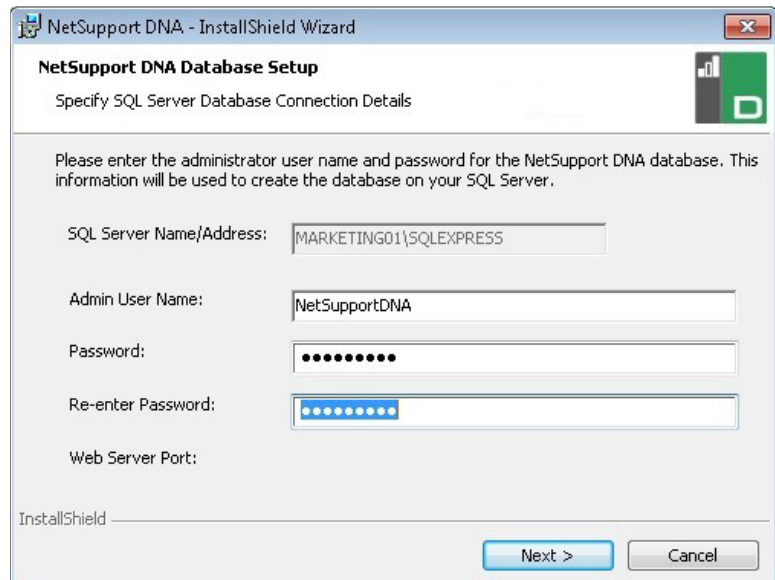 NetSupport DNA - InstallShield Wizard
NetSupport DNA Database Setup
Specify SQL Server Database Connection Details
D
Please enter the administrator user name and password for the NetSupport DNA database. This
information will be used to create the database on your SQL Server.
SQL Server Name/Address: MARKETING01\SQLEXPRESS
Admin User Name: NetSupportDNA
Password: •••••••••
Re-enter Password: •••••••••
Web Server Port:
InstallShield
Next > Cancel